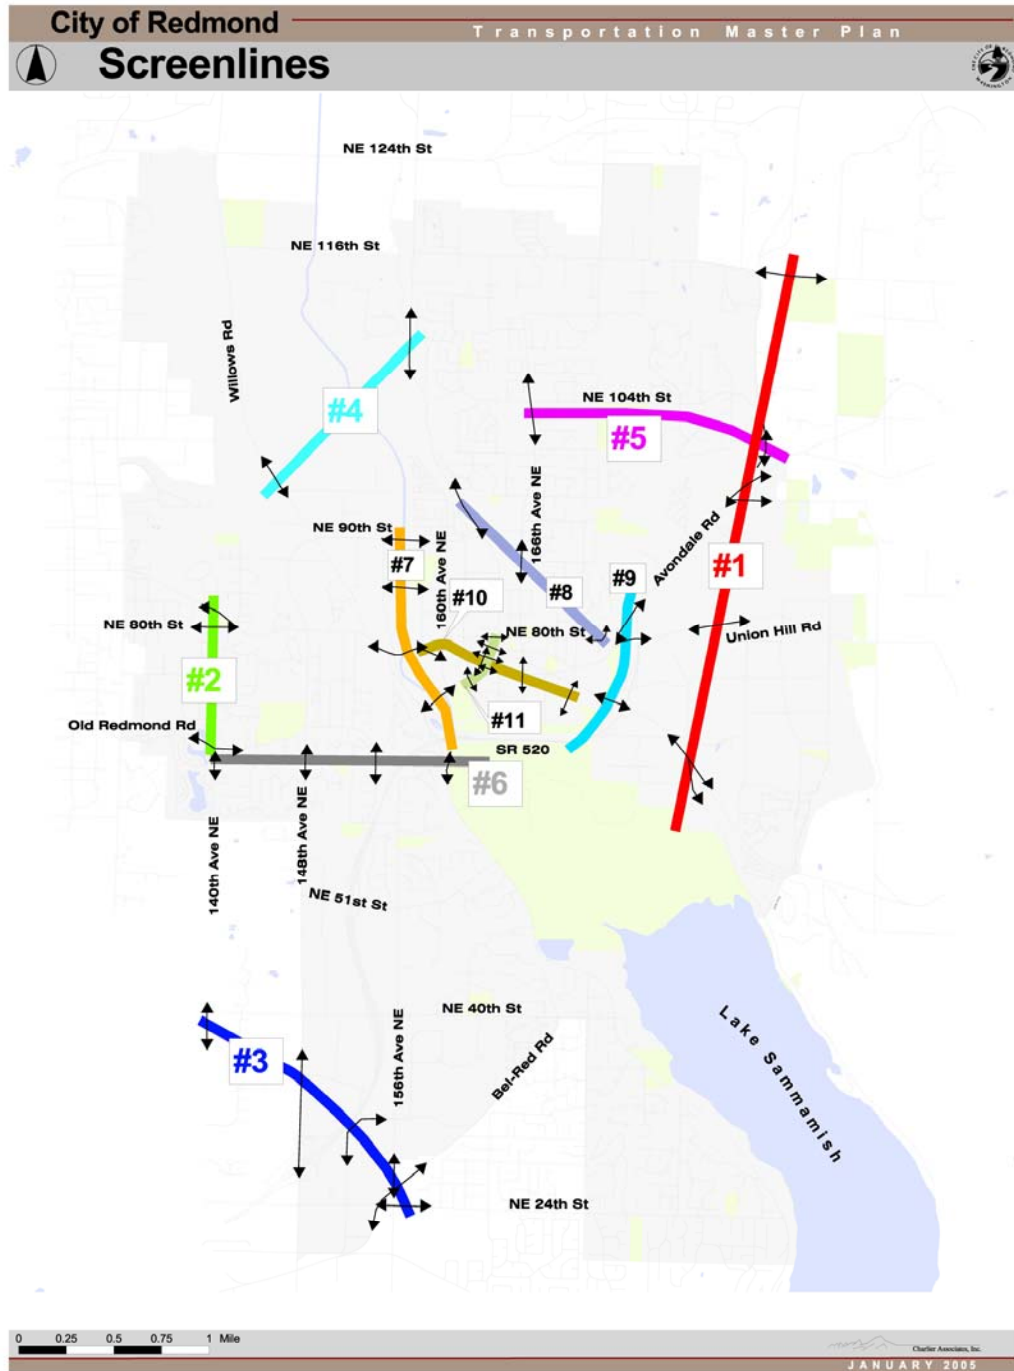 City of Redmond
Transportation Master Plan
Screenlines
NE 124th St
NE 116th St
Willows Rd
#4
NE 104th St
#5
166th Ave NE
NE 90th St
#7
160th Ave NE
Avondale Rd
#1
#8
#9
#10
NE 80th St
NE 80th St
Union Hill Rd
#2
Old Redmond Rd
#11
SR 520
#6
140th Ave NE
148th Ave NE
NE 51st St
NE 40th St
Lake Sammamish
156th Ave NE
Bel-Red Rd
#3
NE 24th St
0 0.25 0.5 0.75 1 Mile
Charlier Associates, Inc.
JANUARY 2005